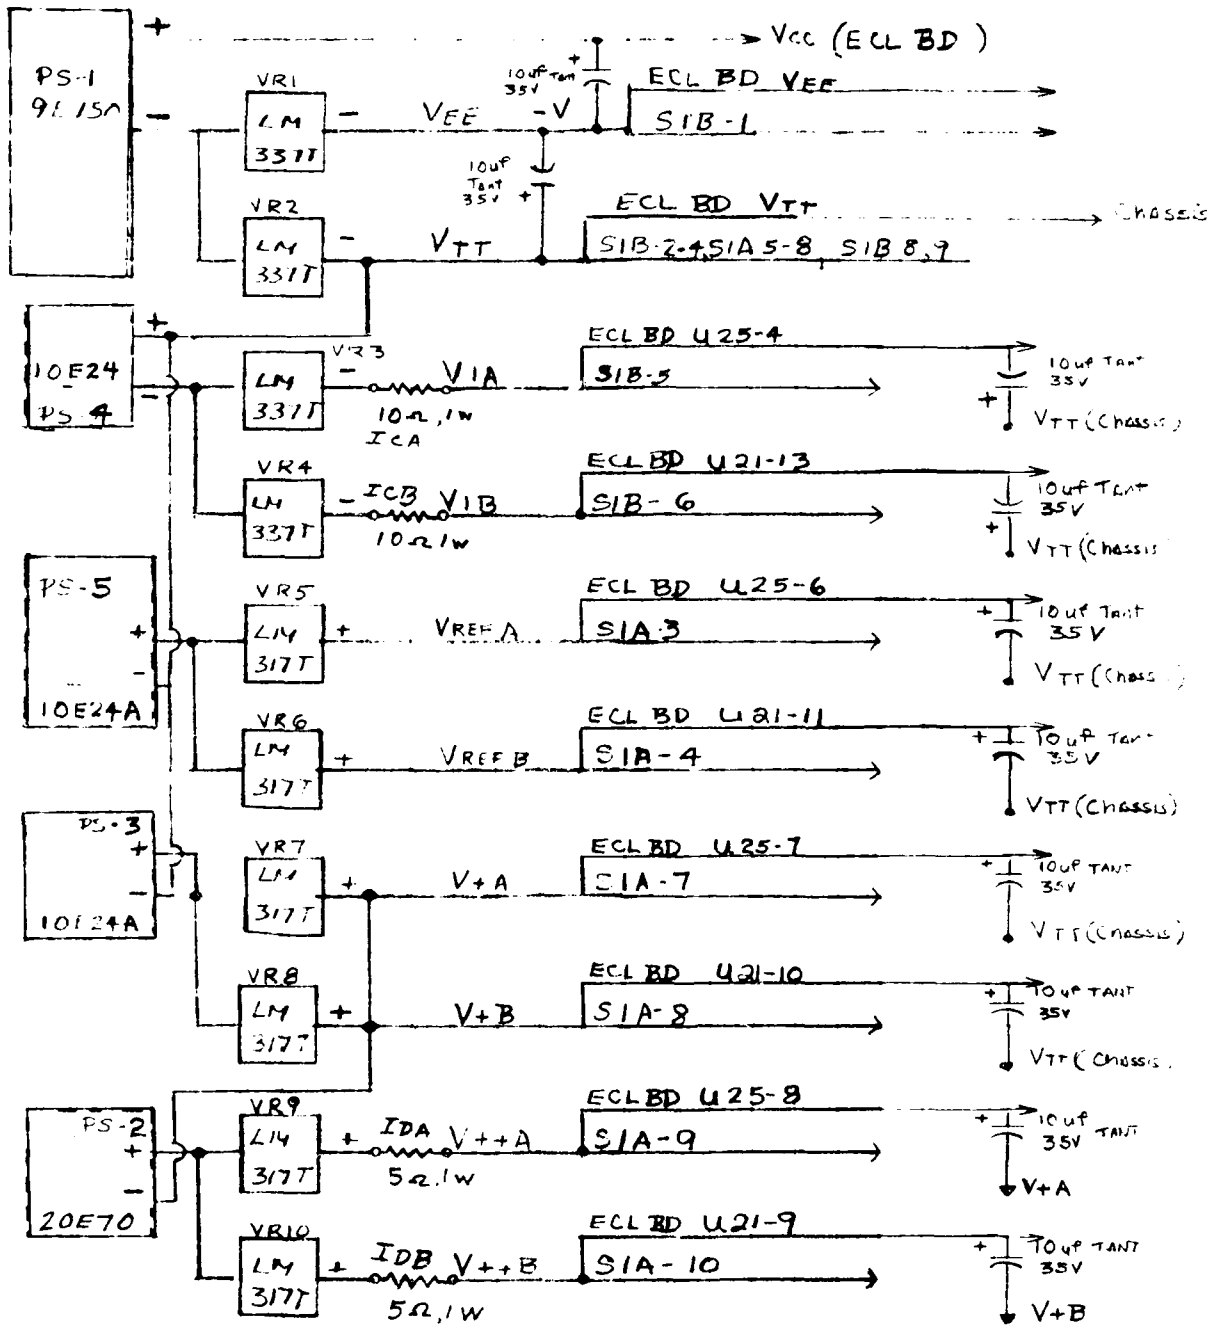 + VCC (ECL BD)
PS-1
VR1
10uf Tant
35V
+
ECL BD VEE
-
LM
337T
-
VEE
-V
S1B-1
10uf
Tant
35V
+
VR2
ECL BD VTT
Chassis
LM
337T
-
VTT
S1B-2-4,S1A 5-8, S1B 8,9
+
10E24
-
PS-4
VR3
ECL BD U25-4
LM
337T
-
V1A
S1B-5
10uf Tant
35V
+
10Ω,1W
ICA
VTT (Chassis)
VR4
ECL BD U21-13
LM
337T
-
ICB
V1B
S1B-6
10uf Tant
35V
+
10Ω 1W
VTT (Chassis
PS-5
VR5
ECL BD U25-6
+
-
10E24A
LM
317T
+
VREF A
S1A-3
+
10uf Tant
35V
VTT (Chass
VR6
ECL BD U21-11
LM
317T
+
VREF B
S1A-4
+
10uf Tant
35V
VTT (Chassis)
PS-3
+
-
10E24A
VR7
ECL BD U25-7
LM
317T
+
V+A
S1A-7
+
10uf TANT
35V
VTT (Chassis)
VR8
ECL BD U21-10
LM
317T
+
V+B
S1A-8
+
10uf TANT
35V
VTT (Chassis
PS-2
+
-
20E70
VR9
ECL BD U25-8
LM
317T
+
IDA
V++A
S1A-9
+
10uf
35V TANT
5Ω,1W
V+A
VR10
ECL BD U21-9
LM
317T
+
IDB
V++B
S1A-10
+
10uf TANT
35V
5Ω,1W
V+B